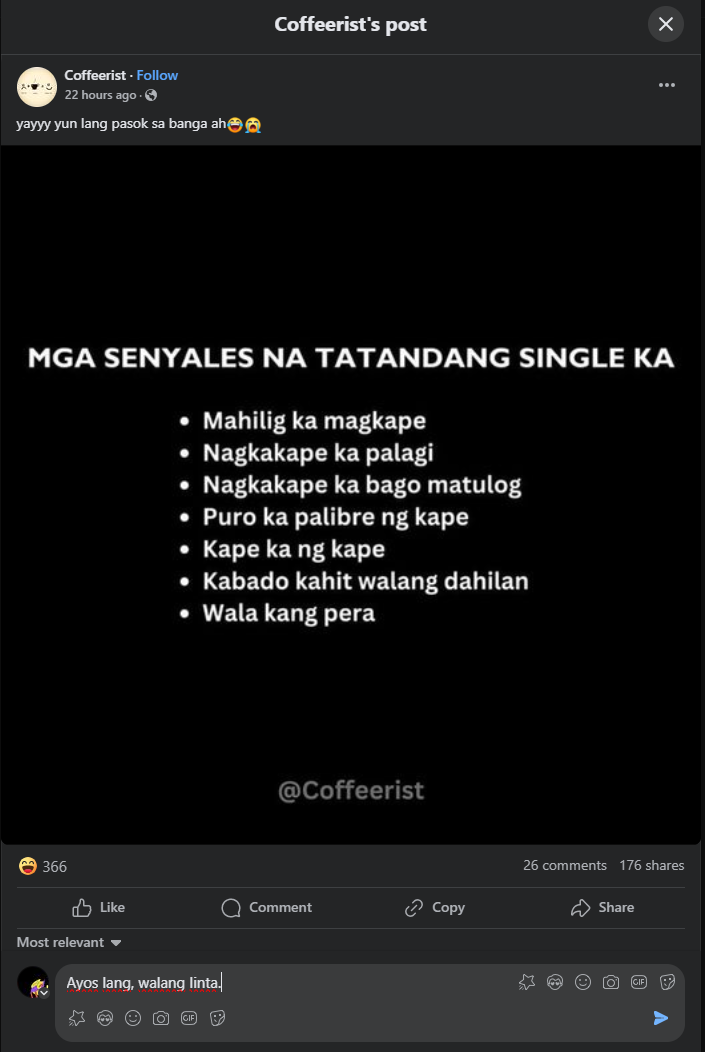 Coffeerist's post
Coffeerist · Follow
22 hours ago ·
yayyy yun lang pasok sa banga ah😂😭
MGA SENYALES NA TATANDANG SINGLE KA
• Mahilig ka magkape
• Nagkakape ka palagi
• Nagkakape ka bago matulog
• Puro ka palibre ng kape
• Kape ka ng kape
• Kabado kahit walang dahilan
• Wala kang pera
@Coffeerist
366
26 comments 176 shares
Like Comment Copy Share
Most relevant
Ayos lang, walang linta.
GIF
GIF